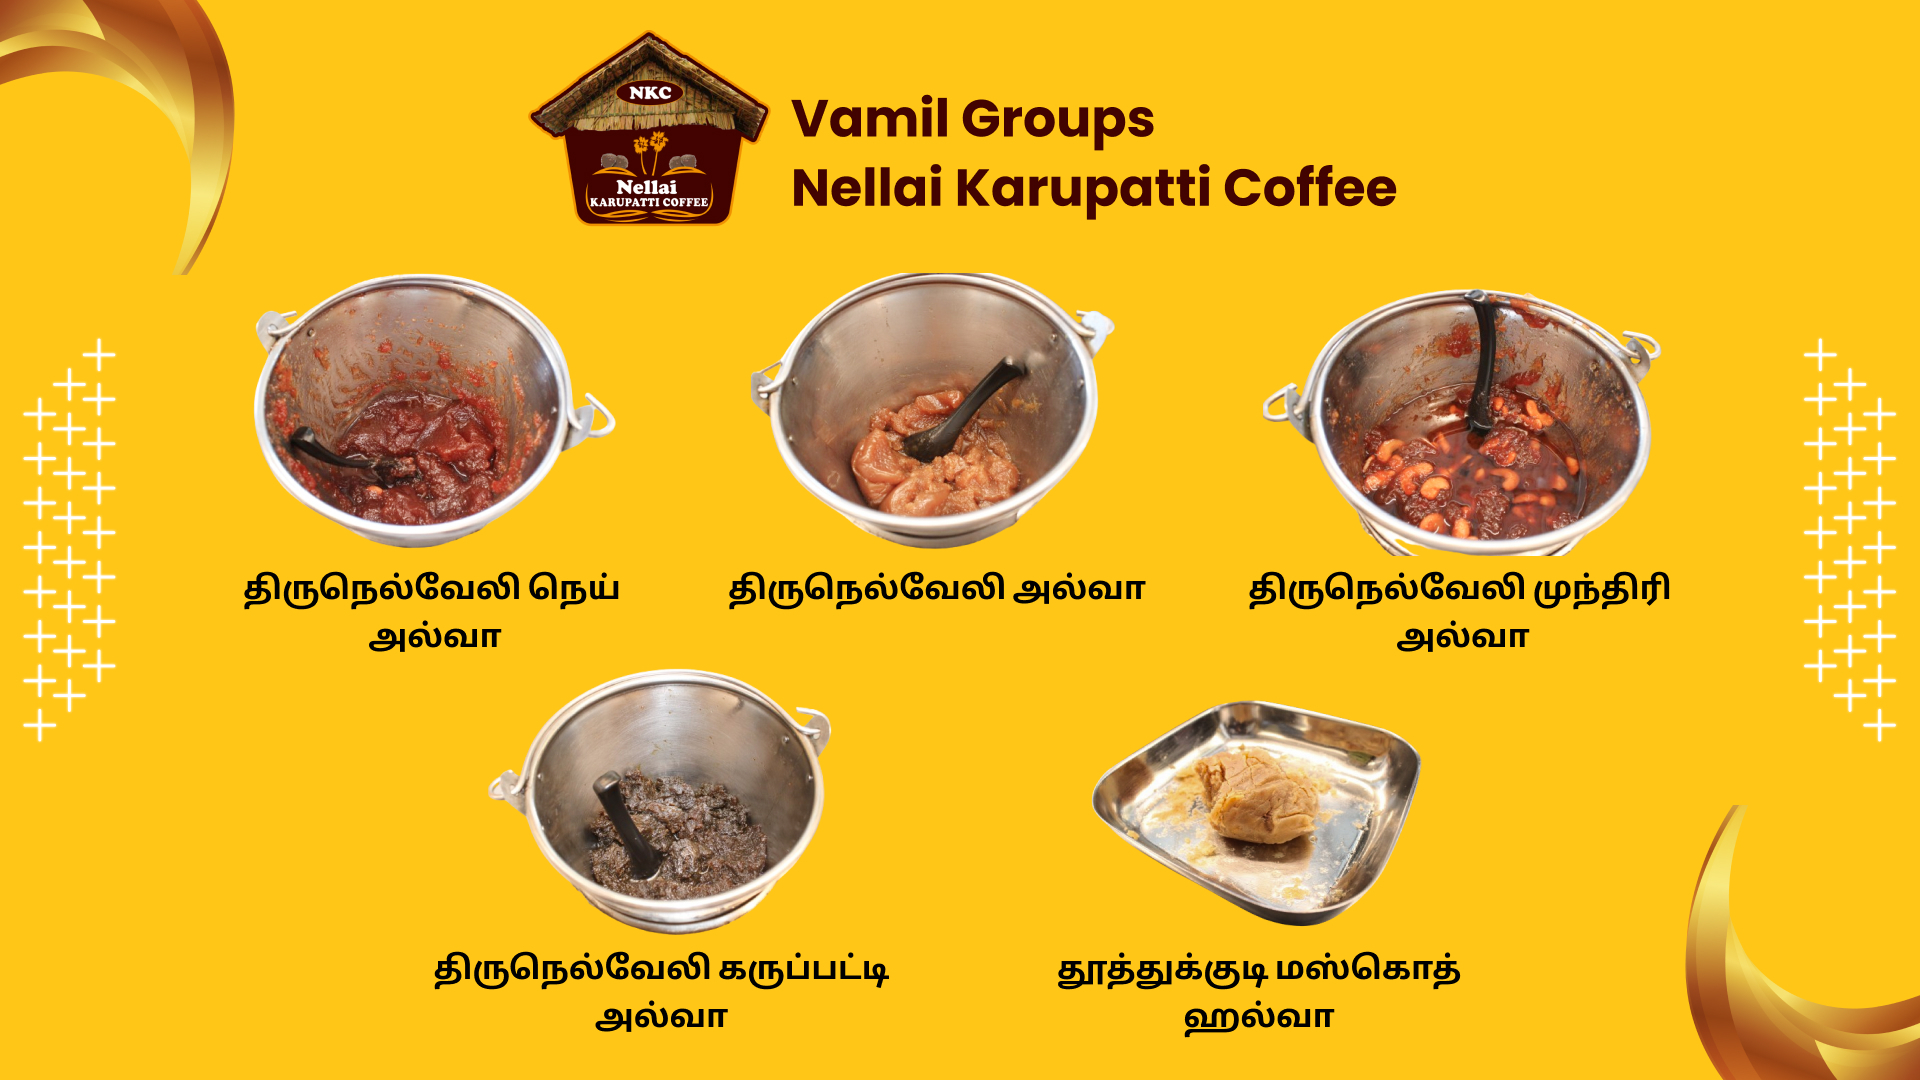 NKC
Nellai
KARUPATTI COFFEE
Vamil Groups
Nellai Karupatti Coffee
திருநெல்வேலி நெய்
அல்வா
திருநெல்வேலி அல்வா
திருநெல்வேலி முந்திரி
அல்வா
திருநெல்வேலி கருப்பட்டி
அல்வா
தூத்துக்குடி மஸ்கொத்
ஹல்வா